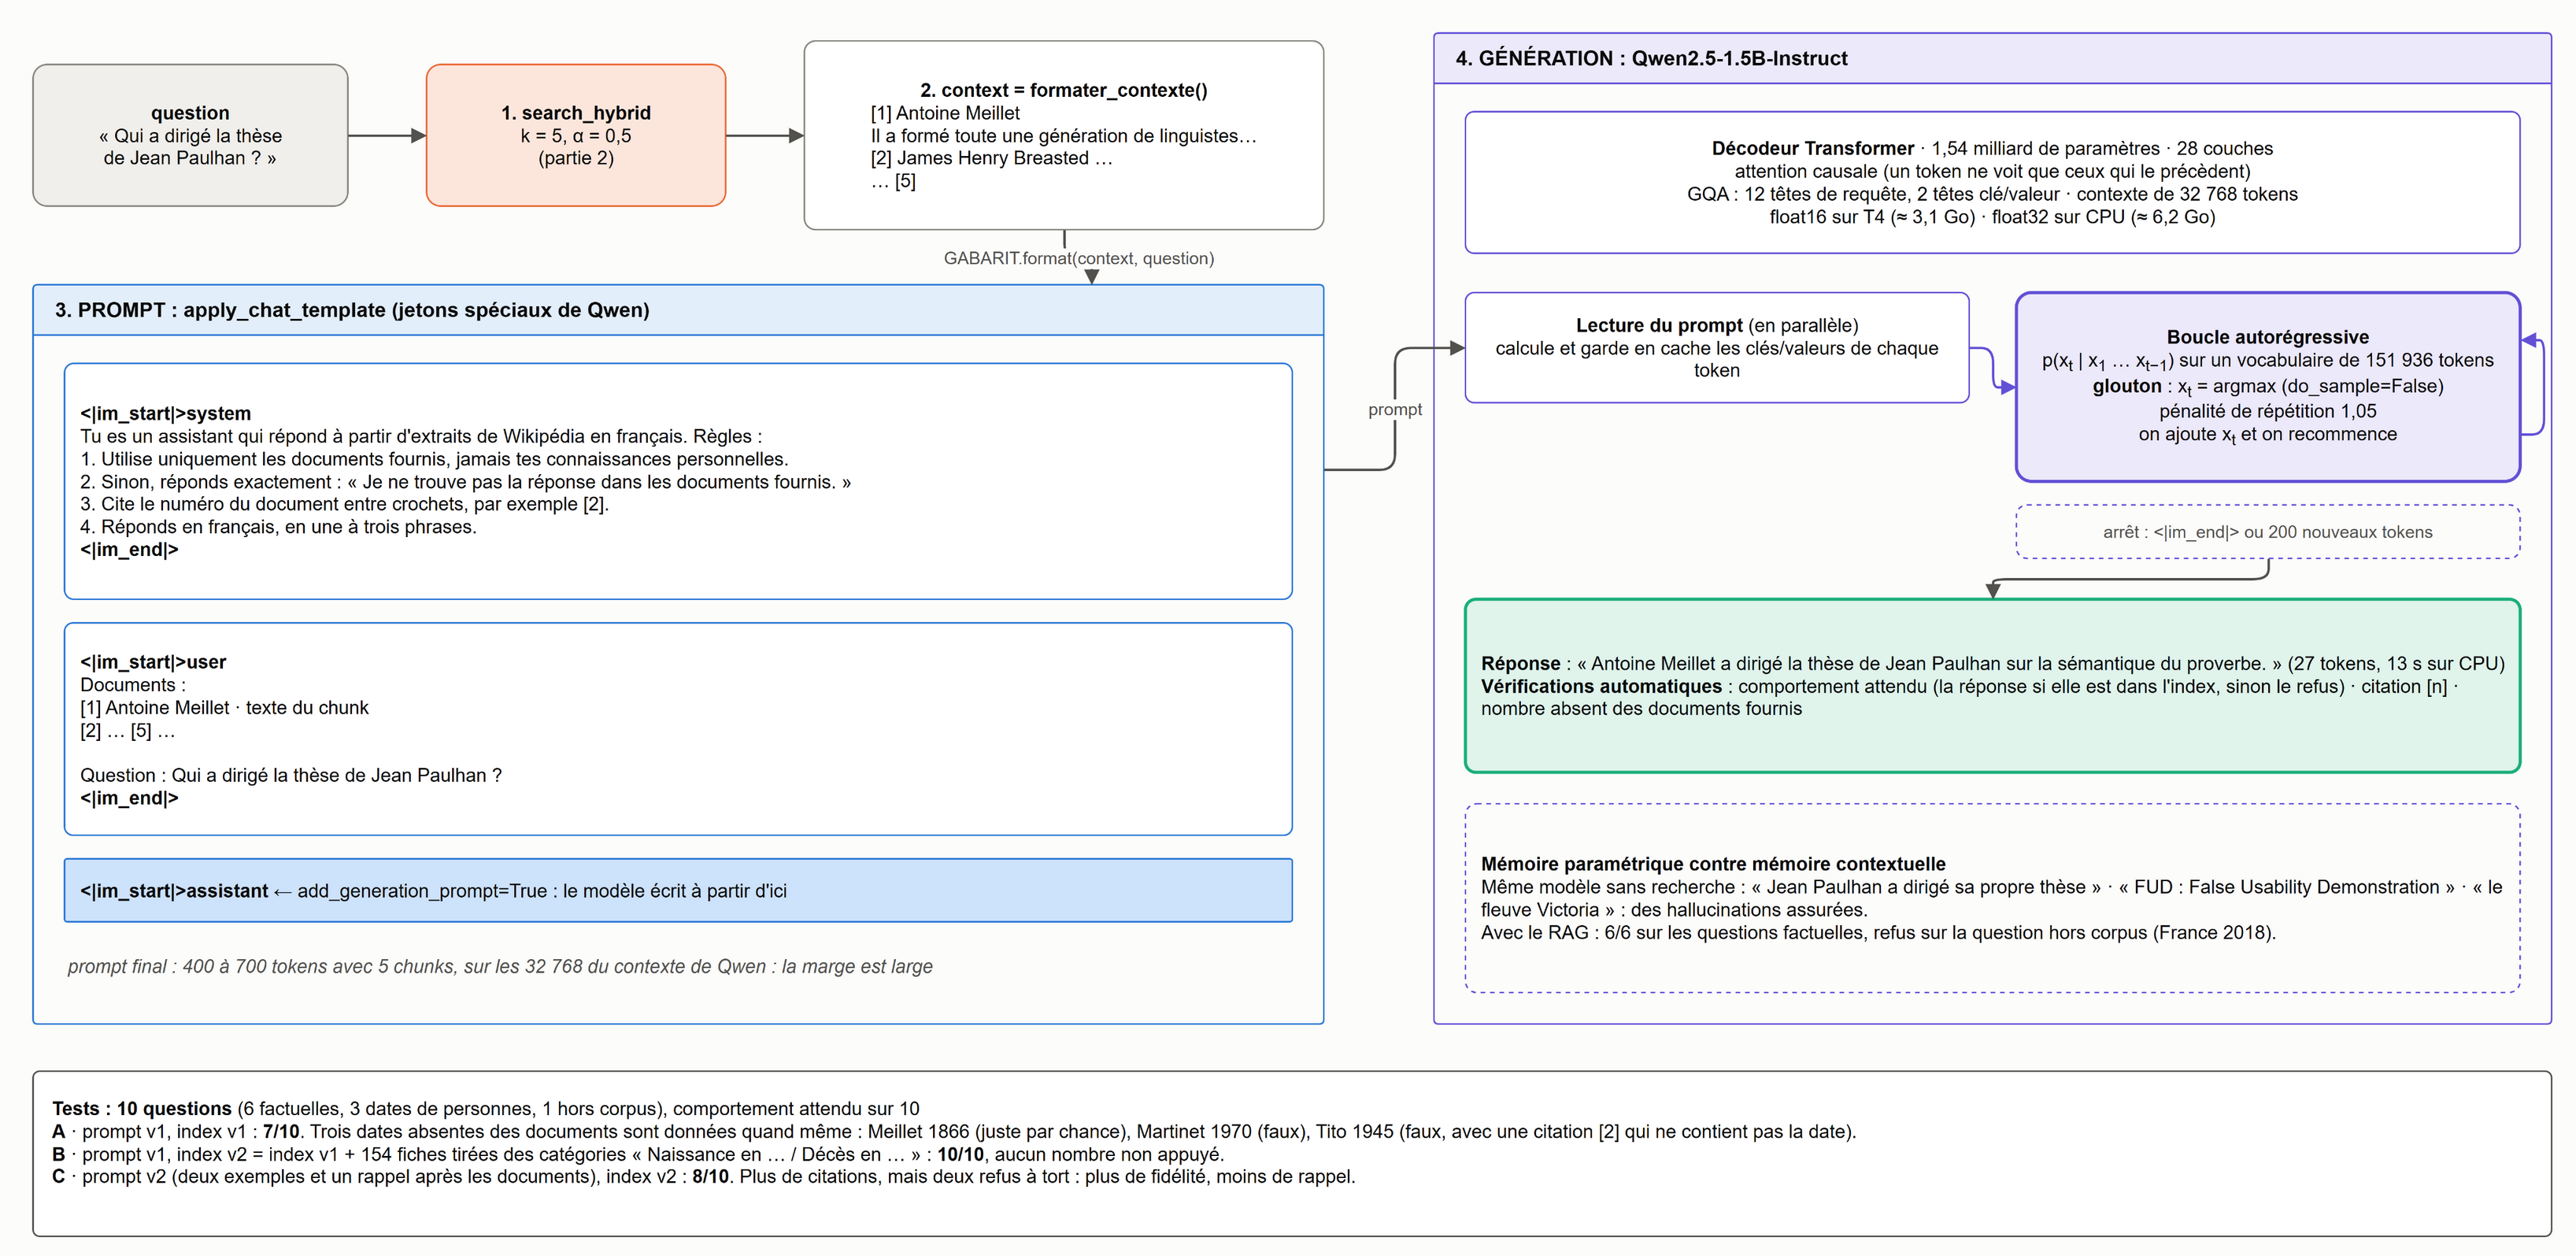 question
« Qui a dirigé la thèse
de Jean Paulhan ? »
1. search_hybrid
k = 5, α = 0,5
(partie 2)
2. context = formater_contexte()
[1] Antoine Meillet
Il a formé toute une génération de linguistes…
[2] James Henry Breasted …
… [5]
GABARIT.format(context, question)
3. PROMPT : apply_chat_template (jetons spéciaux de Qwen)
<|im_start|>system
Tu es un assistant qui répond à partir d'extraits de Wikipédia en français. Règles :
1. Utilise uniquement les documents fournis, jamais tes connaissances personnelles.
2. Sinon, réponds exactement : « Je ne trouve pas la réponse dans les documents fournis. »
3. Cite le numéro du document entre crochets, par exemple [2].
4. Réponds en français, en une à trois phrases.
<|im_end|>
<|im_start|>user
Documents :
[1] Antoine Meillet · texte du chunk
[2] … [5] …
Question : Qui a dirigé la thèse de Jean Paulhan ?
<|im_end|>
<|im_start|>assistant ← add_generation_prompt=True : le modèle écrit à partir d'ici
prompt final : 400 à 700 tokens avec 5 chunks, sur les 32 768 du contexte de Qwen : la marge est large
prompt
4. GÉNÉRATION : Qwen2.5-1.5B-Instruct
Décodeur Transformer · 1,54 milliard de paramètres · 28 couches
attention causale (un token ne voit que ceux qui le précèdent)
GQA : 12 têtes de requête, 2 têtes clé/valeur · contexte de 32 768 tokens
float16 sur T4 (≈ 3,1 Go) · float32 sur CPU (≈ 6,2 Go)
Lecture du prompt (en parallèle)
calcule et garde en cache les clés/valeurs de chaque
token
Boucle autorégressive
p(xt | x1 … xt−1) sur un vocabulaire de 151 936 tokens
glouton : xt = argmax (do_sample=False)
pénalité de répétition 1,05
on ajoute xt et on recommence
arrêt : <|im_end|> ou 200 nouveaux tokens
Réponse : « Antoine Meillet a dirigé la thèse de Jean Paulhan sur la sémantique du proverbe. » (27 tokens, 13 s sur CPU)
Vérifications automatiques : comportement attendu (la réponse si elle est dans l'index, sinon le refus) · citation [n] ·
nombre absent des documents fournis
Mémoire paramétrique contre mémoire contextuelle
Même modèle sans recherche : « Jean Paulhan a dirigé sa propre thèse » · « FUD : False Usability Demonstration » · « le
fleuve Victoria » : des hallucinations assurées.
Avec le RAG : 6/6 sur les questions factuelles, refus sur la question hors corpus (France 2018).
Tests : 10 questions (6 factuelles, 3 dates de personnes, 1 hors corpus), comportement attendu sur 10
A · prompt v1, index v1 : 7/10. Trois dates absentes des documents sont données quand même : Meillet 1866 (juste par chance), Martinet 1970 (faux), Tito 1945 (faux, avec une citation [2] qui ne contient pas la date).
B · prompt v1, index v2 = index v1 + 154 fiches tirées des catégories « Naissance en … / Décès en … » : 10/10, aucun nombre non appuyé.
C · prompt v2 (deux exemples et un rappel après les documents), index v2 : 8/10. Plus de citations, mais deux refus à tort : plus de fidélité, moins de rappel.